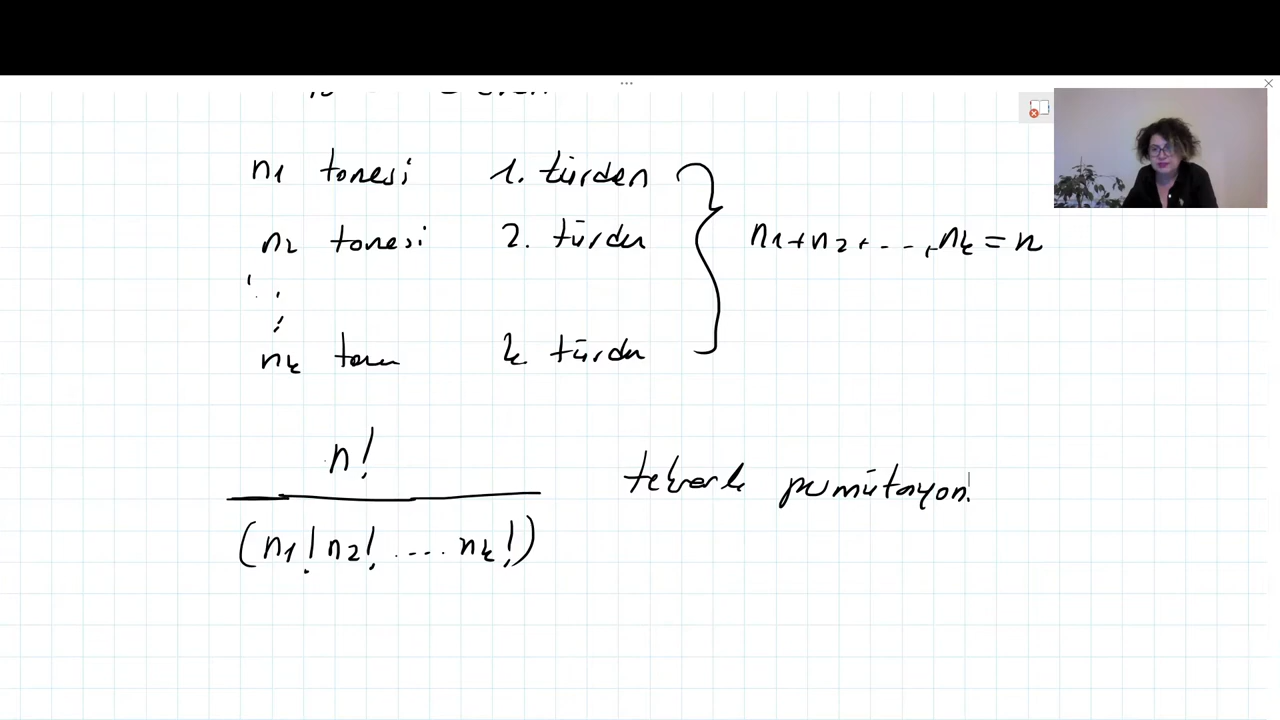 n1 tanesi 1. türden
n2 tanesi 2. türden n1+n2+...+nk = n
nk tane k türden
n!
(n1! n2! .... nk!)
tekrarlı permütasyon.